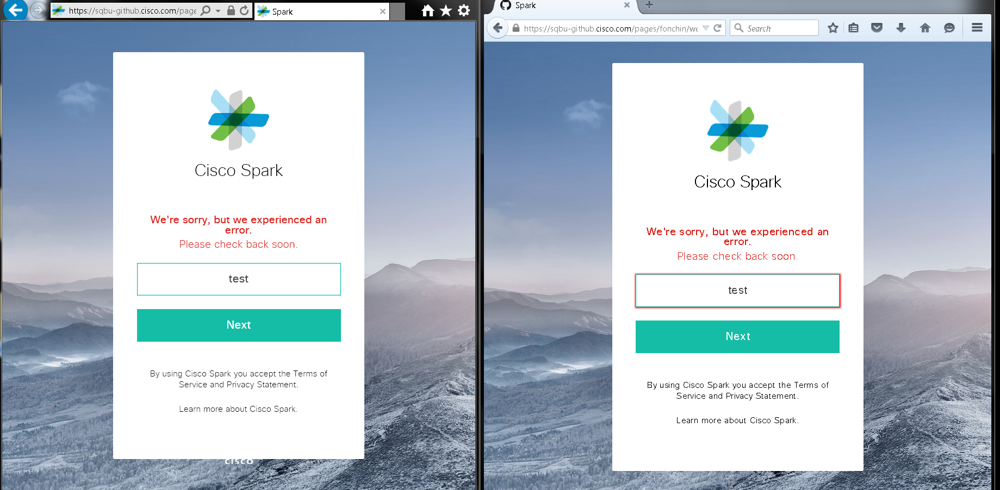 https://sqbu-github.cisco.com/page
Spark
Cisco Spark
We're sorry, but we experienced an
error.
Please check back soon.
test
Next
By using Cisco Spark you accept the Terms of
Service and Privacy Statement.
Learn more about Cisco Spark.
cisco
Spark
https://sqbu-github.cisco.com/pages/fonchin/we
Search
Cisco Spark
We're sorry, but we experienced an
error.
Please check back soon.
test
Next
By using Cisco Spark you accept the Terms of
Service and Privacy Statement.
Learn more about Cisco Spark.